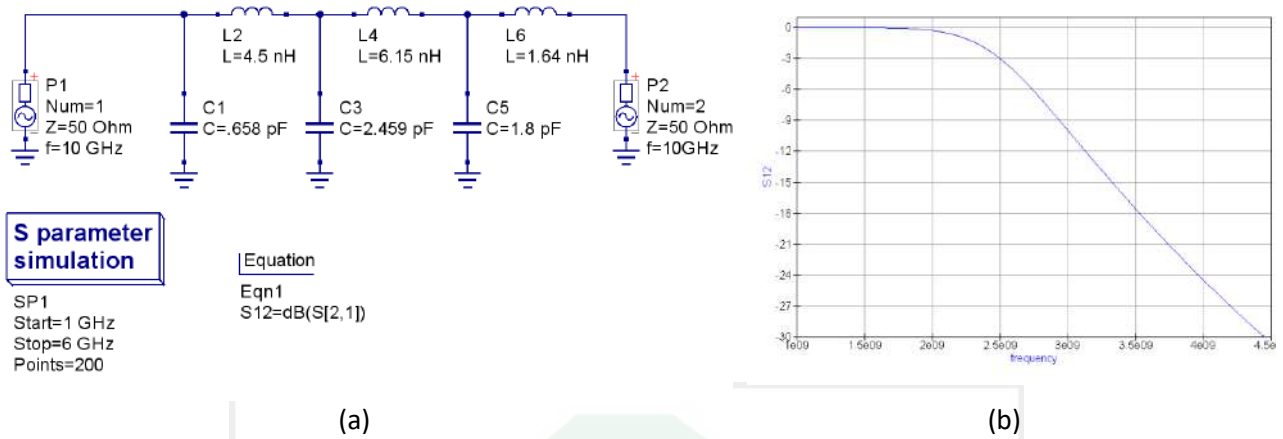 L2
L=4.5 nH
L4
L=6.15 nH
L6
L=1.64 nH
P1
Num=1
Z=50 Ohm
f=10 GHz
C1
C=.658 pF
C3
C=2.459 pF
C5
C=1.8 pF
P2
Num=2
Z=50 Ohm
f=10GHz
S parameter
simulation
SP1
Start=1 GHz
Stop=6 GHz
Points=200
Equation
Eqn1
S12=dB(S[2,1])
(a)
0
-3
-6
-9
-12
-15
-18
-21
-24
-27
-30
S12
1e09
1.5e09
2e09
2.5e09
3e09
3.5e09
4e09
4.5e
frequency
(b)